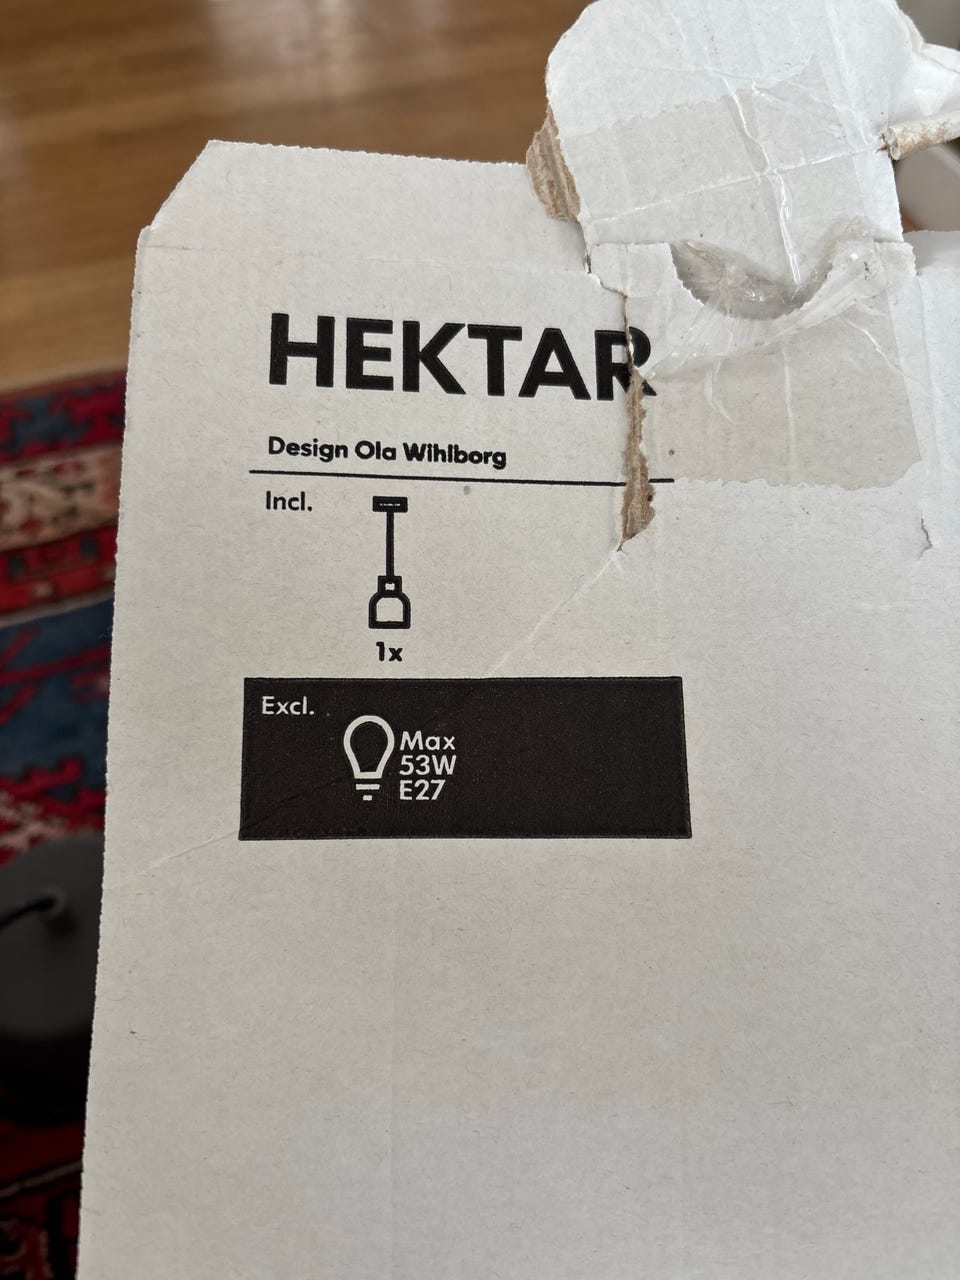 HEKTAR
Design Ola Wihlborg
Incl.
1x
Excl.
Max
53W
E27